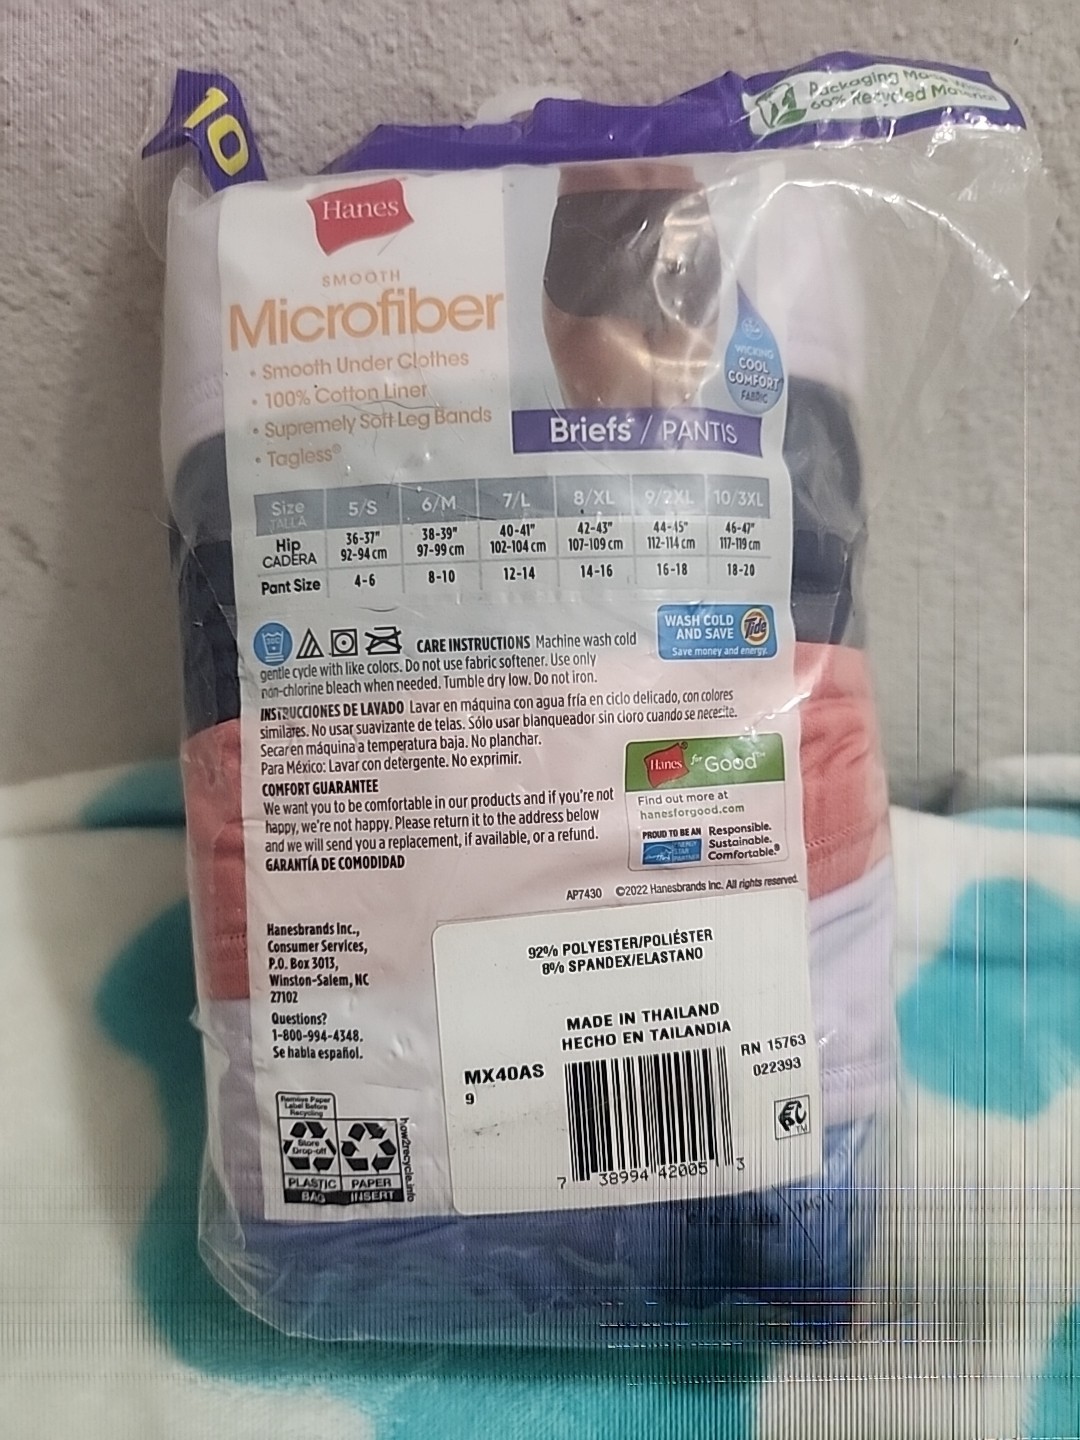 10
Packaging Made
60% Recycled Material
Hanes
SMOOTH
Microfiber
• Smooth Under Clothes
• 100% Cotton Liner
• Supremely Soft Leg Bands
• Tagless®
WICKING
COOL
COMFORT
FABRIC
Briefs / PANTIS
Size TALLA 5/S 6/M 7/L 8/XL 9/2XL 10/3XL
Hip CADERA 36-37" 92-94 cm 38-39" 97-99 cm 40-41" 102-104 cm 42-43" 107-109 cm 44-45" 112-114 cm 46-47" 117-119 cm
Pant Size 4-6 8-10 12-14 14-16 16-18 18-20
WASH COLD
AND SAVE
Tide
Save money and energy.
CARE INSTRUCTIONS Machine wash cold
gentle cycle with like colors. Do not use fabric softener. Use only
non-chlorine bleach when needed. Tumble dry low. Do not iron.
INSTRUCCIONES DE LAVADO Lavar en máquina con agua fría en ciclo delicado, con colores
similares. No usar suavizante de telas. Sólo usar blanqueador sin cloro cuando se necesite.
Secar en máquina a temperatura baja. No planchar.
Para México: Lavar con detergente. No exprimir.
COMFORT GUARANTEE
We want you to be comfortable in our products and if you're not
happy, we're not happy. Please return it to the address below
and we will send you a replacement, if available, or a refund.
GARANTÍA DE COMODIDAD
Hanes for Good™
Find out more at
hanesforgood.com
PROUD TO BE AN
ENERGY
STAR
PARTNER
Responsible.
Sustainable.
Comfortable.®
AP7430 ©2022 Hanesbrands Inc. All rights reserved.
Hanesbrands Inc.,
Consumer Services,
P.O. Box 3013,
Winston-Salem, NC
27102
Questions?
1-800-994-4348.
Se habla español.
92% POLYESTER/POLIÉSTER
8% SPANDEX/ELASTANO
MADE IN THAILAND
HECHO EN TAILANDIA
MX40AS
9
RN 15763
022393
7 38994 42005 3
Remove Paper
Label Before
Recycling
Store
Drop-off
PLASTIC
BAG
PAPER
INSERT
how2recycle.info